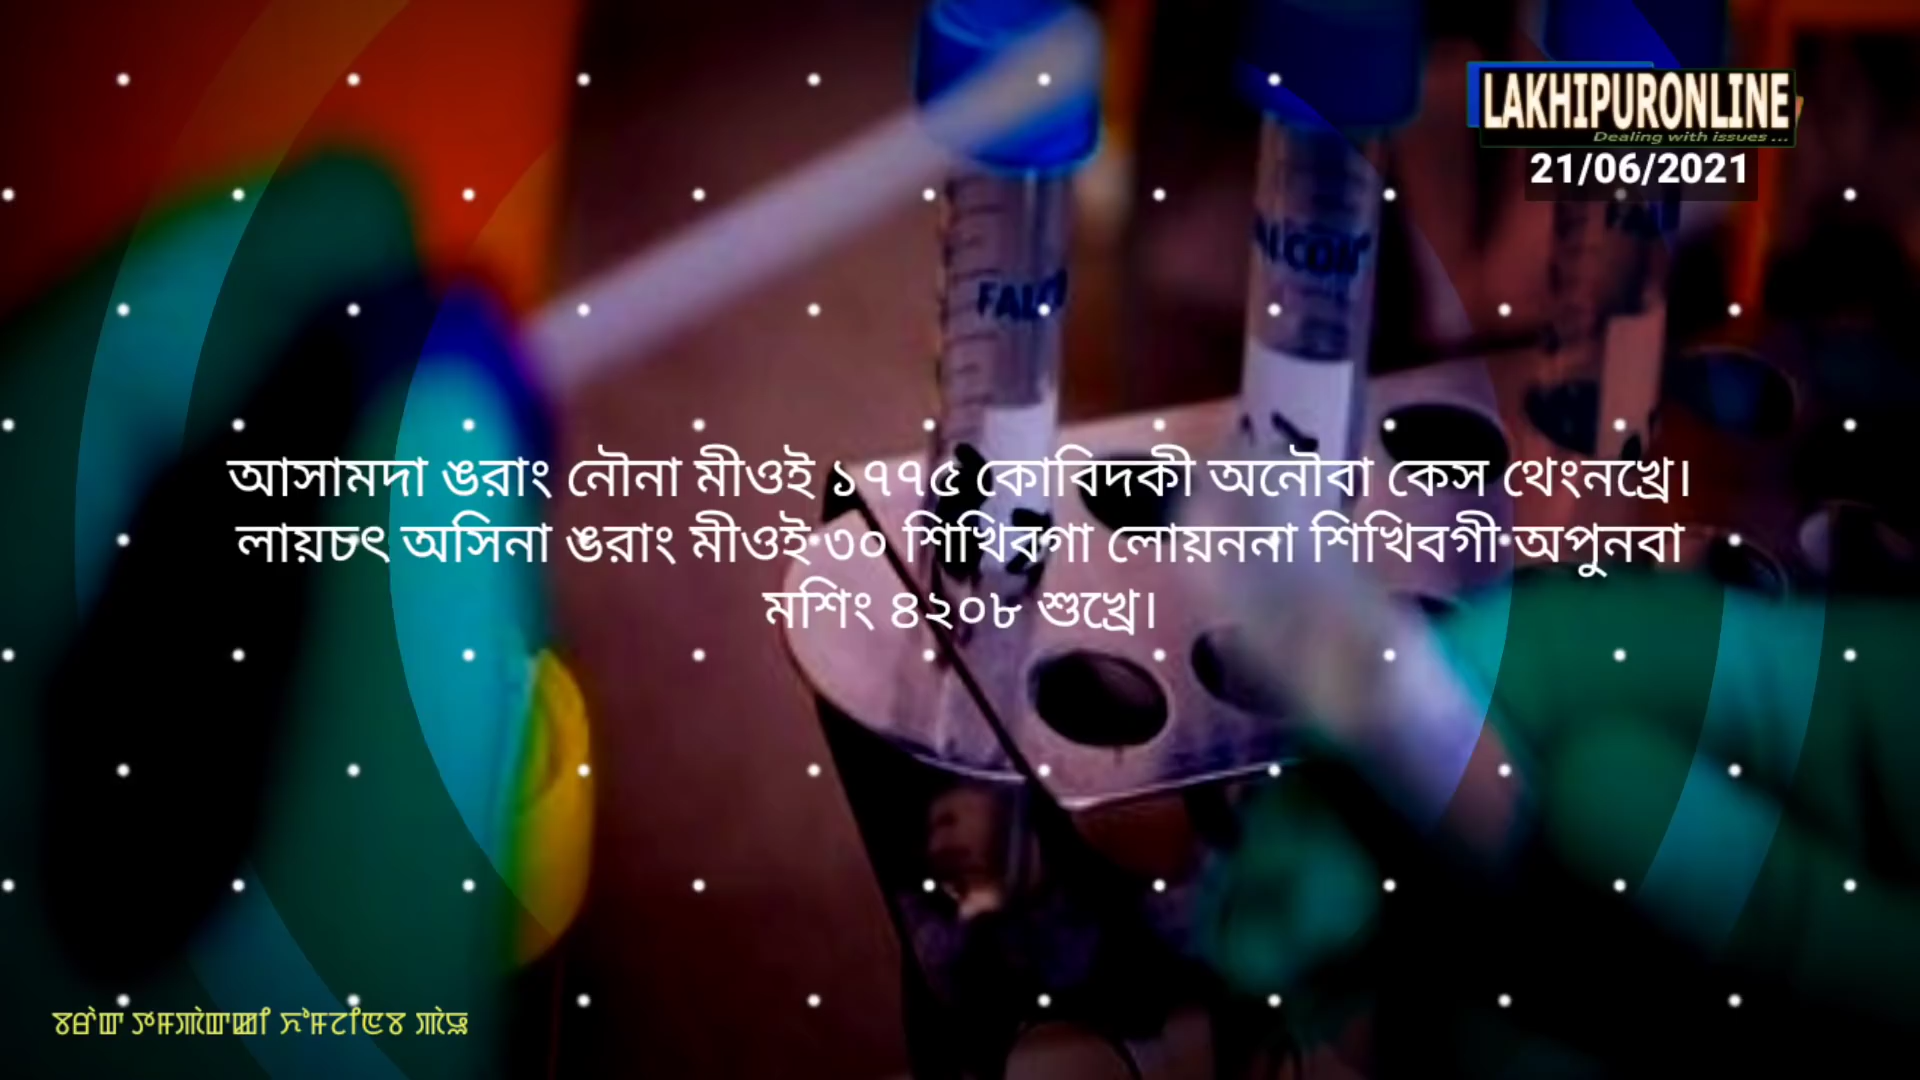 LAKHIPURONLINE
Dealing with issues ...
21/06/2021
FALCON
আসামদা ঙরাং নৌনা মীওই ১৭৭৫ কোবিদকী অনৌবা কেস থেংনখ্রে।
লায়চৎ অসিনা ঙরাং মীওই ৩০ শিখিবগা লোয়ননা শিখিবগী অপুনবা
মশিং ৪২০৮ শুখ্রে।